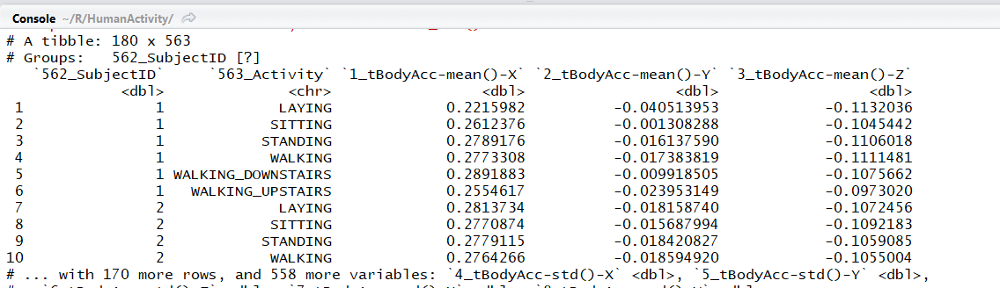 Console ~/R/HumanActivity/
# A tibble: 180 x 563
# Groups:   562_SubjectID [?]
   `562_SubjectID`      `563_Activity` `1_tBodyAcc-mean()-X` `2_tBodyAcc-mean()-Y` `3_tBodyAcc-mean()-Z`
             <dbl>              <chr>                 <dbl>                 <dbl>                 <dbl>
 1               1             LAYING             0.2215982          -0.040513953            -0.1132036
 2               1            SITTING             0.2612376          -0.001308288            -0.1045442
 3               1           STANDING             0.2789176          -0.016137590            -0.1106018
 4               1            WALKING             0.2773308          -0.017383819            -0.1111481
 5               1 WALKING_DOWNSTAIRS             0.2891883          -0.009918505            -0.1075662
 6               1   WALKING_UPSTAIRS             0.2554617          -0.023953149            -0.0973020
 7               2             LAYING             0.2813734          -0.018158740            -0.1072456
 8               2            SITTING             0.2770874          -0.015687994            -0.1092183
 9               2           STANDING             0.2779115          -0.018420827            -0.1059085
10               2            WALKING             0.2764266          -0.018594920            -0.1055004
# ... with 170 more rows, and 558 more variables: `4_tBodyAcc-std()-X` <dbl>, `5_tBodyAcc-std()-Y` <dbl>,